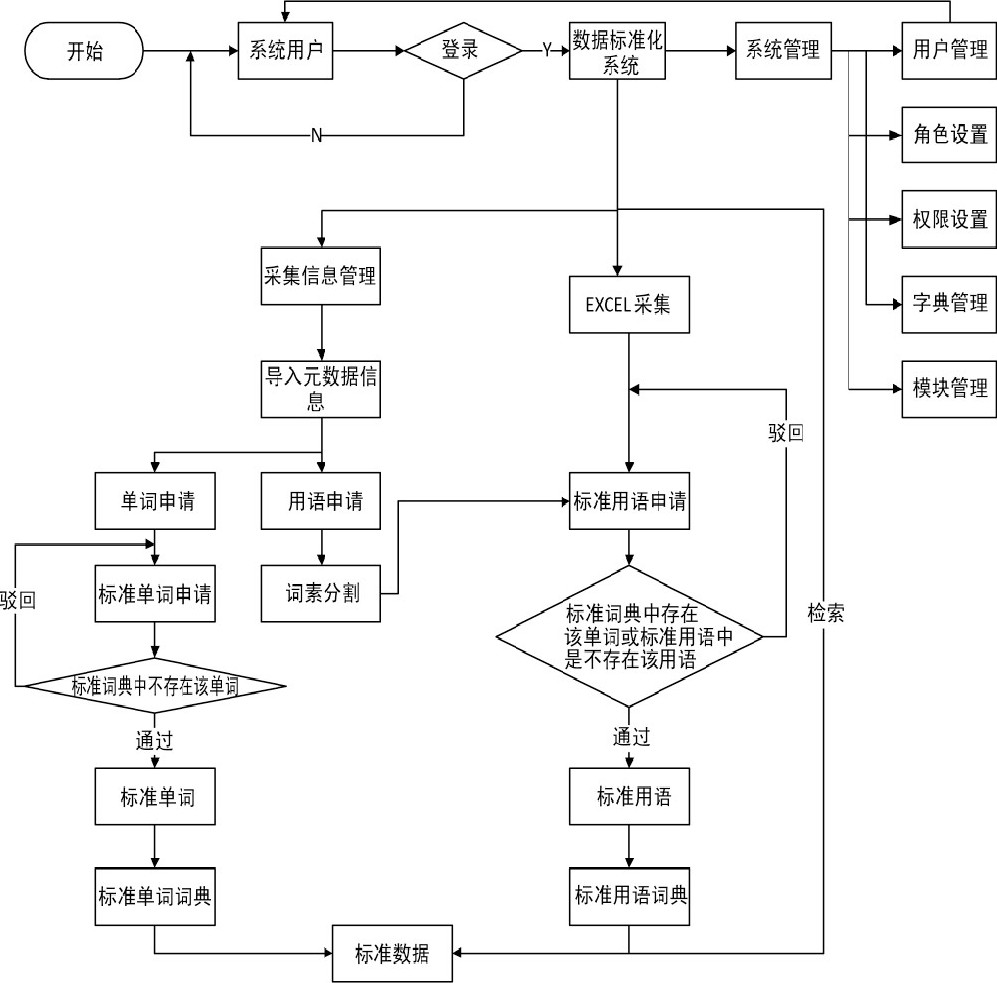 开始
系统用户
登录
Y
数据标准化
系统
系统管理
用户管理
N
角色设置
权限设置
采集信息管理
EXCEL采集
字典管理
导入元数据信
息
模块管理
驳回
单词申请
用语申请
标准用语申请
驳回
标准单词申请
词素分割
标准词典中存在
该单词或标准用语中
是不存在该用语
检索
标准词典中不存在该单词
通过
通过
标准单词
标准用语
标准单词词典
标准用语词典
标准数据